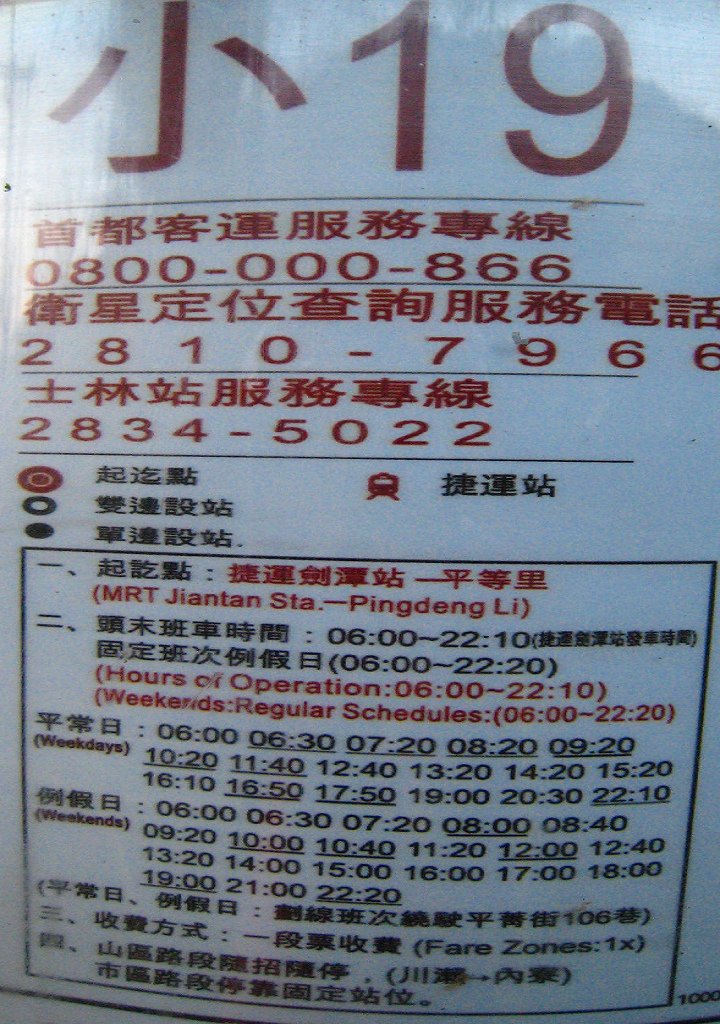 小19
首都客運服務專線
0800-000-866
衛星定位查詢服務電話
2810-7966
士林站服務專線
2834-5022
起迄點 捷運站
雙邊設站
單邊設站.
一、起訖點：捷運劍潭站－平等里
(MRT Jiantan Sta.－Pingdeng Li)
二、頭末班車時間：06:00~22:10(捷運劍潭站發車時間)
固定班次例假日(06:00~22:20)
(Hours of Operation:06:00~22:10)
(Weekends:Regular Schedules:(06:00~22:20)
平常日：06:00 06:30 07:20 08:20 09:20
(Weekdays) 10:20 11:40 12:40 13:20 14:20 15:20
16:10 16:50 17:50 19:00 20:30 22:10
例假日：06:00 06:30 07:20 08:00 08:40
(Weekends) 09:20 10:00 10:40 11:20 12:00 12:40
13:20 14:00 15:00 16:00 17:00 18:00
19:00 21:00 22:20
(平常日、例假日：劃線班次繞駛平菁街106巷)
三、收費方式：一段票收費 (Fare Zones:1x)
四、山區路段隨招隨停，(川瀨→內寮)
市區路段停靠固定站位。
1000